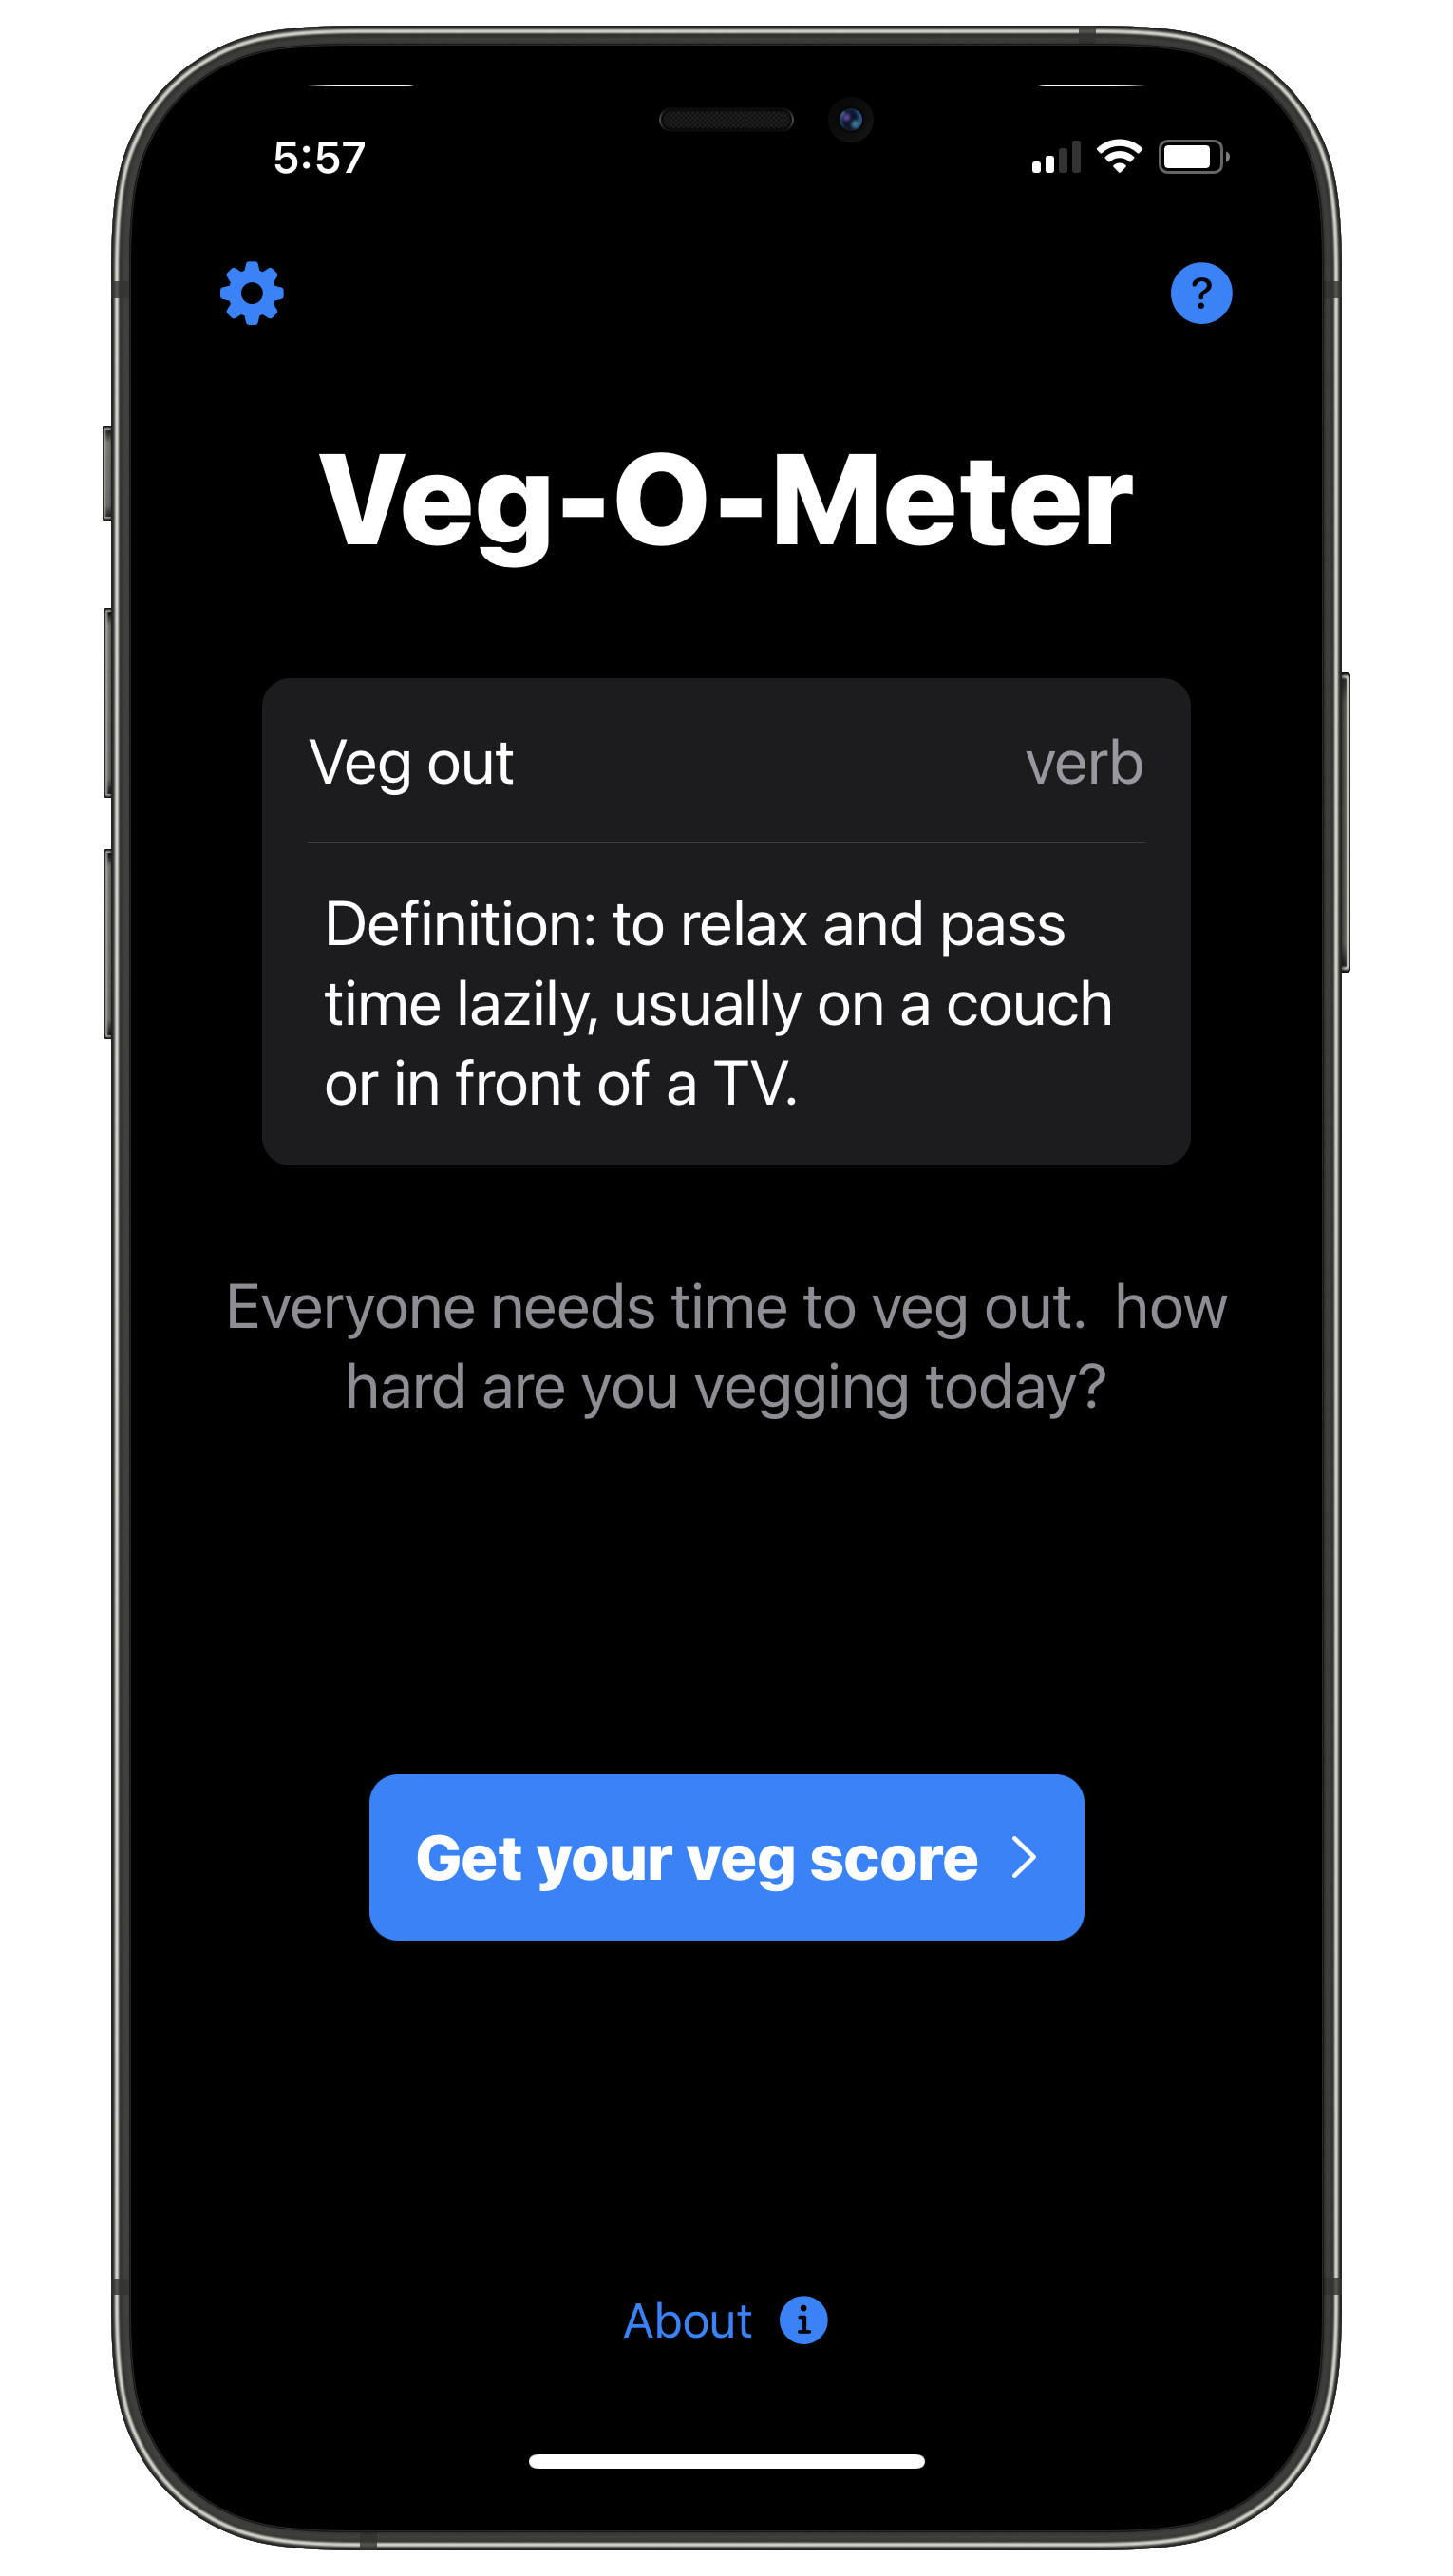 5:57
?
Veg-O-Meter
Veg out verb
Definition: to relax and pass
time lazily, usually on a couch
or in front of a TV.
Everyone needs time to veg out.  how
hard are you vegging today?
Get your veg score >
About i